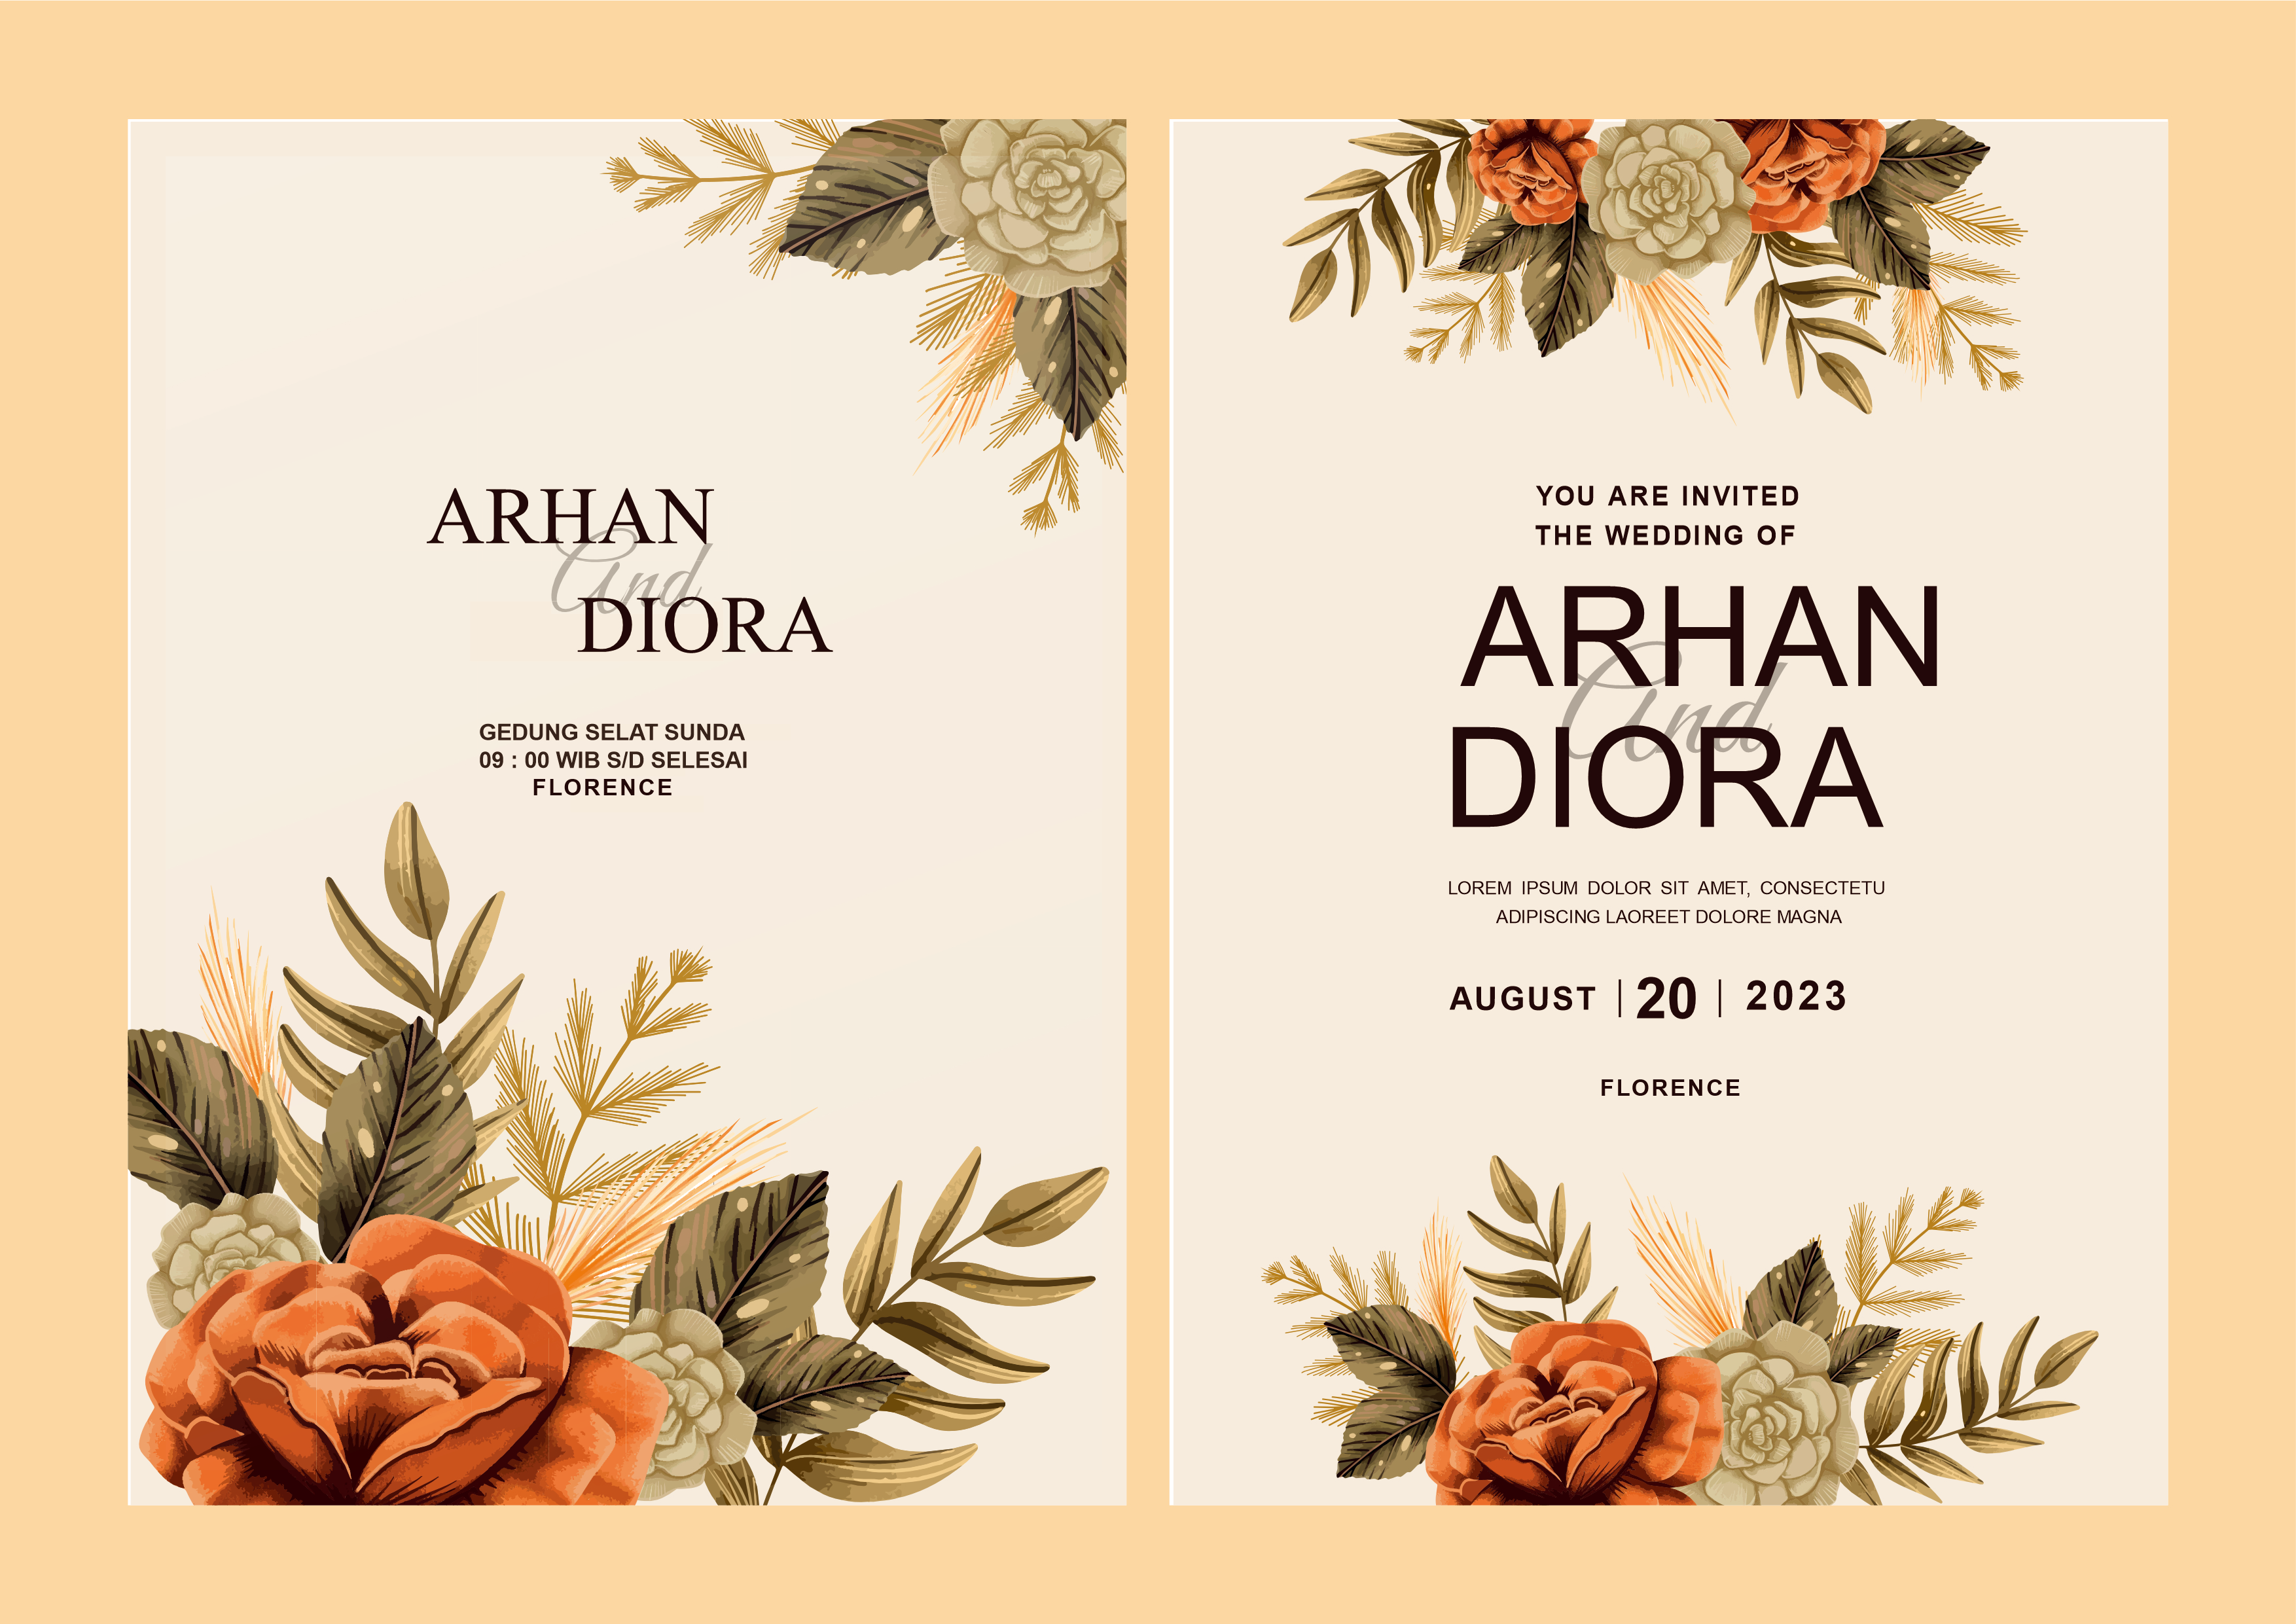 ARHAN
And
DIORA
GEDUNG SELAT SUNDA
09 : 00 WIB S/D SELESAI
FLORENCE
YOU ARE INVITED
THE WEDDING OF
ARHAN
And
DIORA
LOREM IPSUM DOLOR SIT AMET, CONSECTETU
ADIPISCING LAOREET DOLORE MAGNA
AUGUST | 20 | 2023
FLORENCE